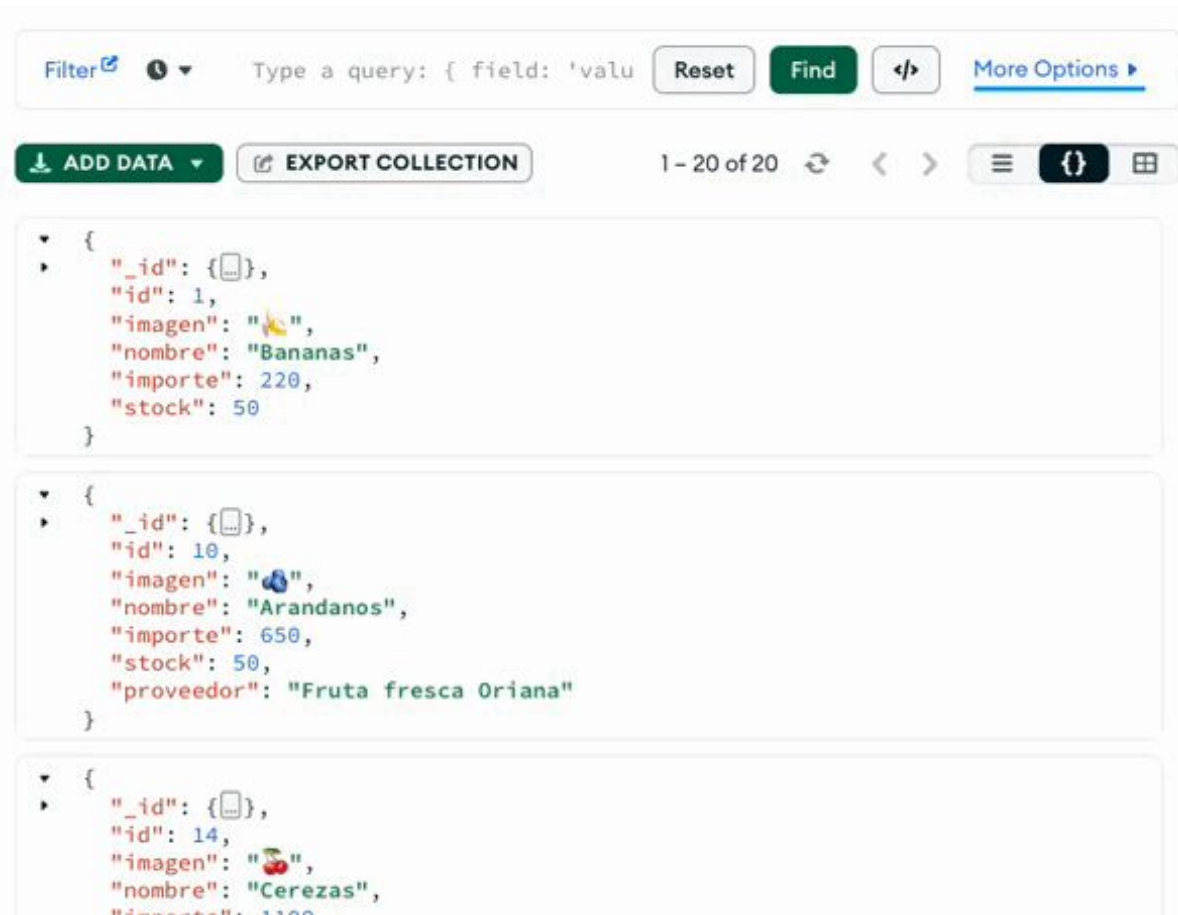 Filter Type a query: { field: 'valu Reset Find </> More Options
ADD DATA EXPORT COLLECTION 1 – 20 of 20 {}
{
"_id": {…},
"id": 1,
"imagen": "🍌",
"nombre": "Bananas",
"importe": 220,
"stock": 50
}
{
"_id": {…},
"id": 10,
"imagen": "🫐",
"nombre": "Arandanos",
"importe": 650,
"stock": 50,
"proveedor": "Fruta fresca Oriana"
}
{
"_id": {…},
"id": 14,
"imagen": "🍒",
"nombre": "Cerezas",
"importe": 1100